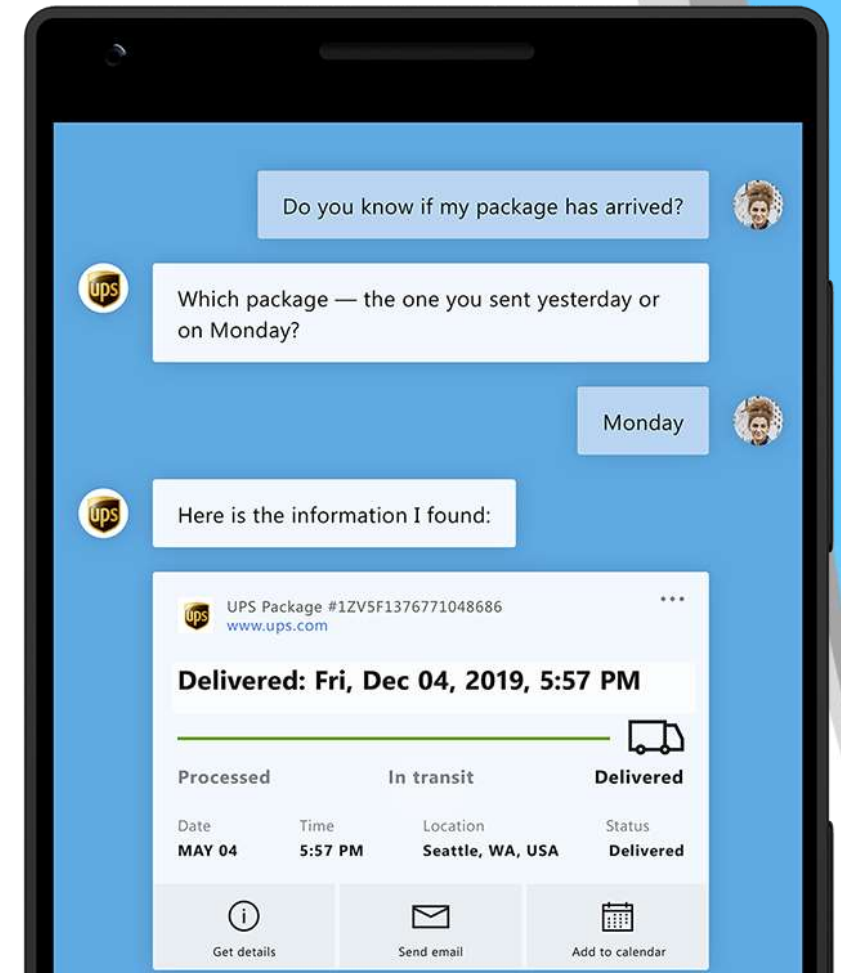 Do you know if my package has arrived?
ups
Which package — the one you sent yesterday or
on Monday?
Monday
ups
Here is the information I found:
ups
UPS Package #1ZV5F1376771048686
www.ups.com
Delivered: Fri, Dec 04, 2019, 5:57 PM
Processed In transit Delivered
Date Time Location Status
MAY 04 5:57 PM Seattle, WA, USA Delivered
Get details Send email Add to calendar